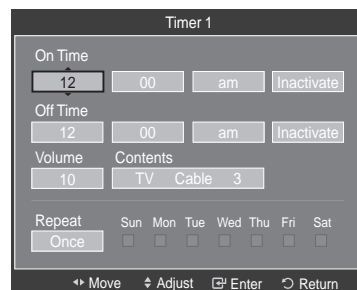 Timer 1
On Time
12 00 am Inactivate
Off Time
12 00 am Inactivate
Volume Contents
10 TV Cable 3
Repeat Sun Mon Tue Wed Thu Fri Sat
Once
Move Adjust Enter Return